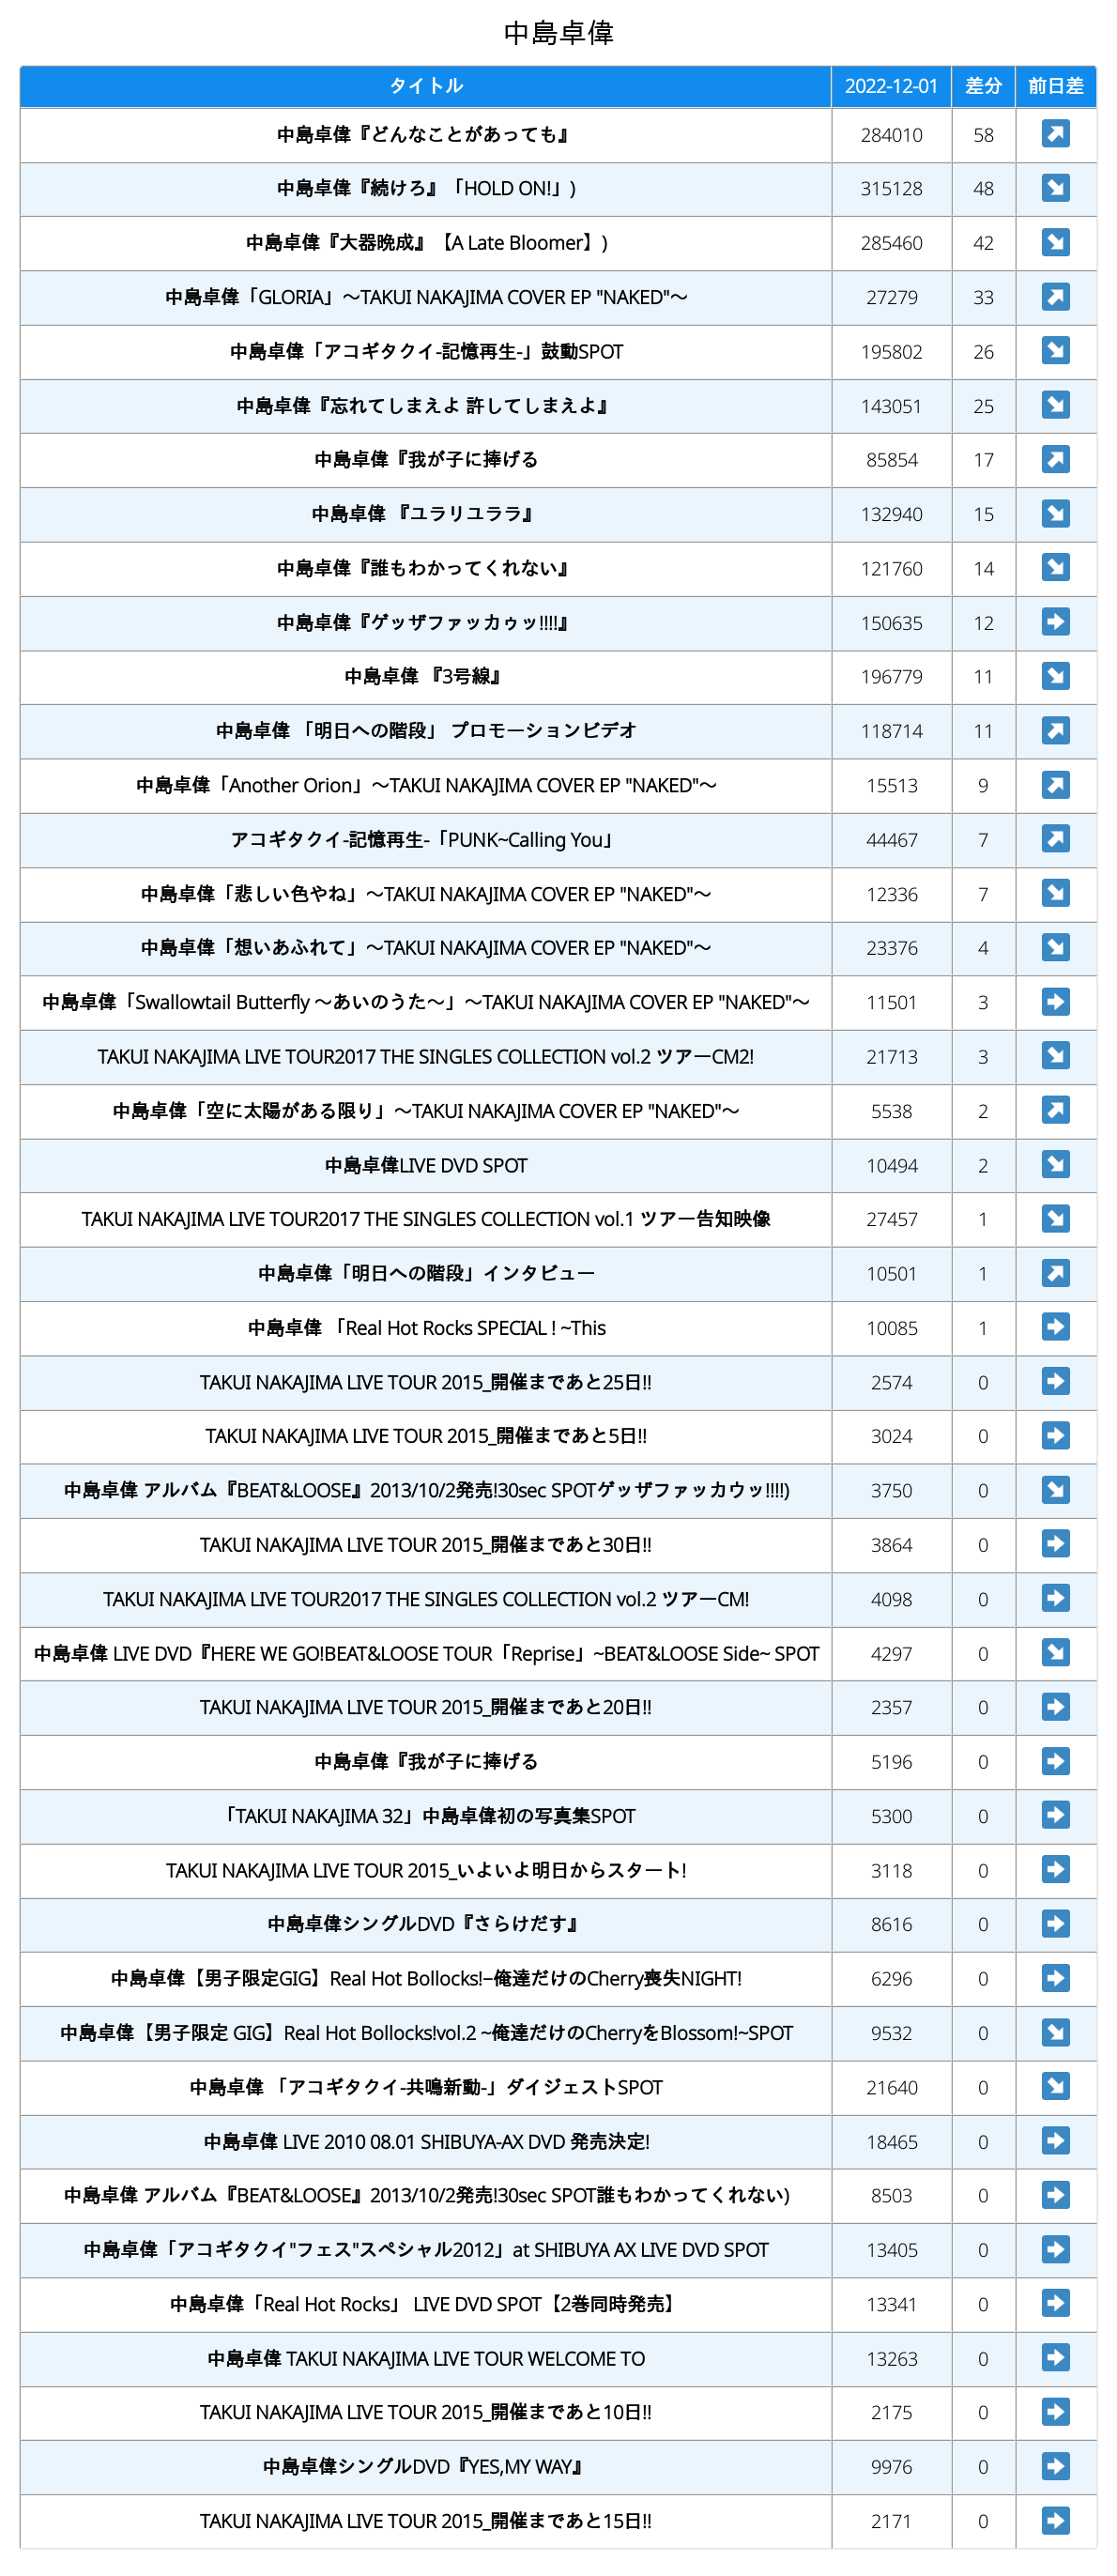 中島卓偉
タイトル 2022-12-01 差分 前日差
中島卓偉『どんなことがあっても』 284010 58 ↗
中島卓偉『続けろ』「HOLD ON!」) 315128 48 ↘
中島卓偉『大器晩成』【A Late Bloomer】) 285460 42 ↘
中島卓偉「GLORIA」〜TAKUI NAKAJIMA COVER EP "NAKED"〜 27279 33 ↗
中島卓偉「アコギタクイ-記憶再生-」鼓動SPOT 195802 26 ↘
中島卓偉『忘れてしまえよ 許してしまえよ』 143051 25 ↘
中島卓偉『我が子に捧げる 85854 17 ↗
中島卓偉 『ユラリユララ』 132940 15 ↘
中島卓偉『誰もわかってくれない』 121760 14 ↘
中島卓偉『ゲッザファッカゥッ!!!!』 150635 12 ➡
中島卓偉 『3号線』 196779 11 ↘
中島卓偉 「明日への階段」 プロモーションビデオ 118714 11 ↗
中島卓偉「Another Orion」〜TAKUI NAKAJIMA COVER EP "NAKED"〜 15513 9 ↗
アコギタクイ-記憶再生-「PUNK~Calling You」 44467 7 ↗
中島卓偉「悲しい色やね」〜TAKUI NAKAJIMA COVER EP "NAKED"〜 12336 7 ↘
中島卓偉「想いあふれて」〜TAKUI NAKAJIMA COVER EP "NAKED"〜 23376 4 ↘
中島卓偉「Swallowtail Butterfly 〜あいのうた〜」〜TAKUI NAKAJIMA COVER EP "NAKED"〜 11501 3 ➡
TAKUI NAKAJIMA LIVE TOUR2017 THE SINGLES COLLECTION vol.2 ツアーCM2! 21713 3 ↘
中島卓偉「空に太陽がある限り」〜TAKUI NAKAJIMA COVER EP "NAKED"〜 5538 2 ↗
中島卓偉LIVE DVD SPOT 10494 2 ↘
TAKUI NAKAJIMA LIVE TOUR2017 THE SINGLES COLLECTION vol.1 ツアー告知映像 27457 1 ↘
中島卓偉「明日への階段」インタビュー 10501 1 ↗
中島卓偉 「Real Hot Rocks SPECIAL ! ~This 10085 1 ➡
TAKUI NAKAJIMA LIVE TOUR 2015_開催まであと25日!! 2574 0 ➡
TAKUI NAKAJIMA LIVE TOUR 2015_開催まであと5日!! 3024 0 ➡
中島卓偉 アルバム『BEAT&LOOSE』2013/10/2発売!30sec SPOTゲッザファッカウッ!!!!) 3750 0 ↘
TAKUI NAKAJIMA LIVE TOUR 2015_開催まであと30日!! 3864 0 ➡
TAKUI NAKAJIMA LIVE TOUR2017 THE SINGLES COLLECTION vol.2 ツアーCM! 4098 0 ➡
中島卓偉 LIVE DVD『HERE WE GO!BEAT&LOOSE TOUR「Reprise」~BEAT&LOOSE Side~ SPOT 4297 0 ↘
TAKUI NAKAJIMA LIVE TOUR 2015_開催まであと20日!! 2357 0 ➡
中島卓偉『我が子に捧げる 5196 0 ➡
「TAKUI NAKAJIMA 32」中島卓偉初の写真集SPOT 5300 0 ➡
TAKUI NAKAJIMA LIVE TOUR 2015_いよいよ明日からスタート! 3118 0 ➡
中島卓偉シングルDVD『さらけだす』 8616 0 ➡
中島卓偉【男子限定GIG】Real Hot Bollocks!−俺達だけのCherry喪失NIGHT! 6296 0 ➡
中島卓偉【男子限定 GIG】Real Hot Bollocks!vol.2 ~俺達だけのCherryをBlossom!~SPOT 9532 0 ↘
中島卓偉 「アコギタクイ-共鳴新動-」ダイジェストSPOT 21640 0 ↘
中島卓偉 LIVE 2010 08.01 SHIBUYA-AX DVD 発売決定! 18465 0 ➡
中島卓偉 アルバム『BEAT&LOOSE』2013/10/2発売!30sec SPOT誰もわかってくれない) 8503 0 ➡
中島卓偉「アコギタクイ"フェス"スペシャル2012」at SHIBUYA AX LIVE DVD SPOT 13405 0 ➡
中島卓偉「Real Hot Rocks」 LIVE DVD SPOT【2巻同時発売】 13341 0 ➡
中島卓偉 TAKUI NAKAJIMA LIVE TOUR WELCOME TO 13263 0 ➡
TAKUI NAKAJIMA LIVE TOUR 2015_開催まであと10日!! 2175 0 ➡
中島卓偉シングルDVD『YES,MY WAY』 9976 0 ➡
TAKUI NAKAJIMA LIVE TOUR 2015_開催まであと15日!! 2171 0 ➡